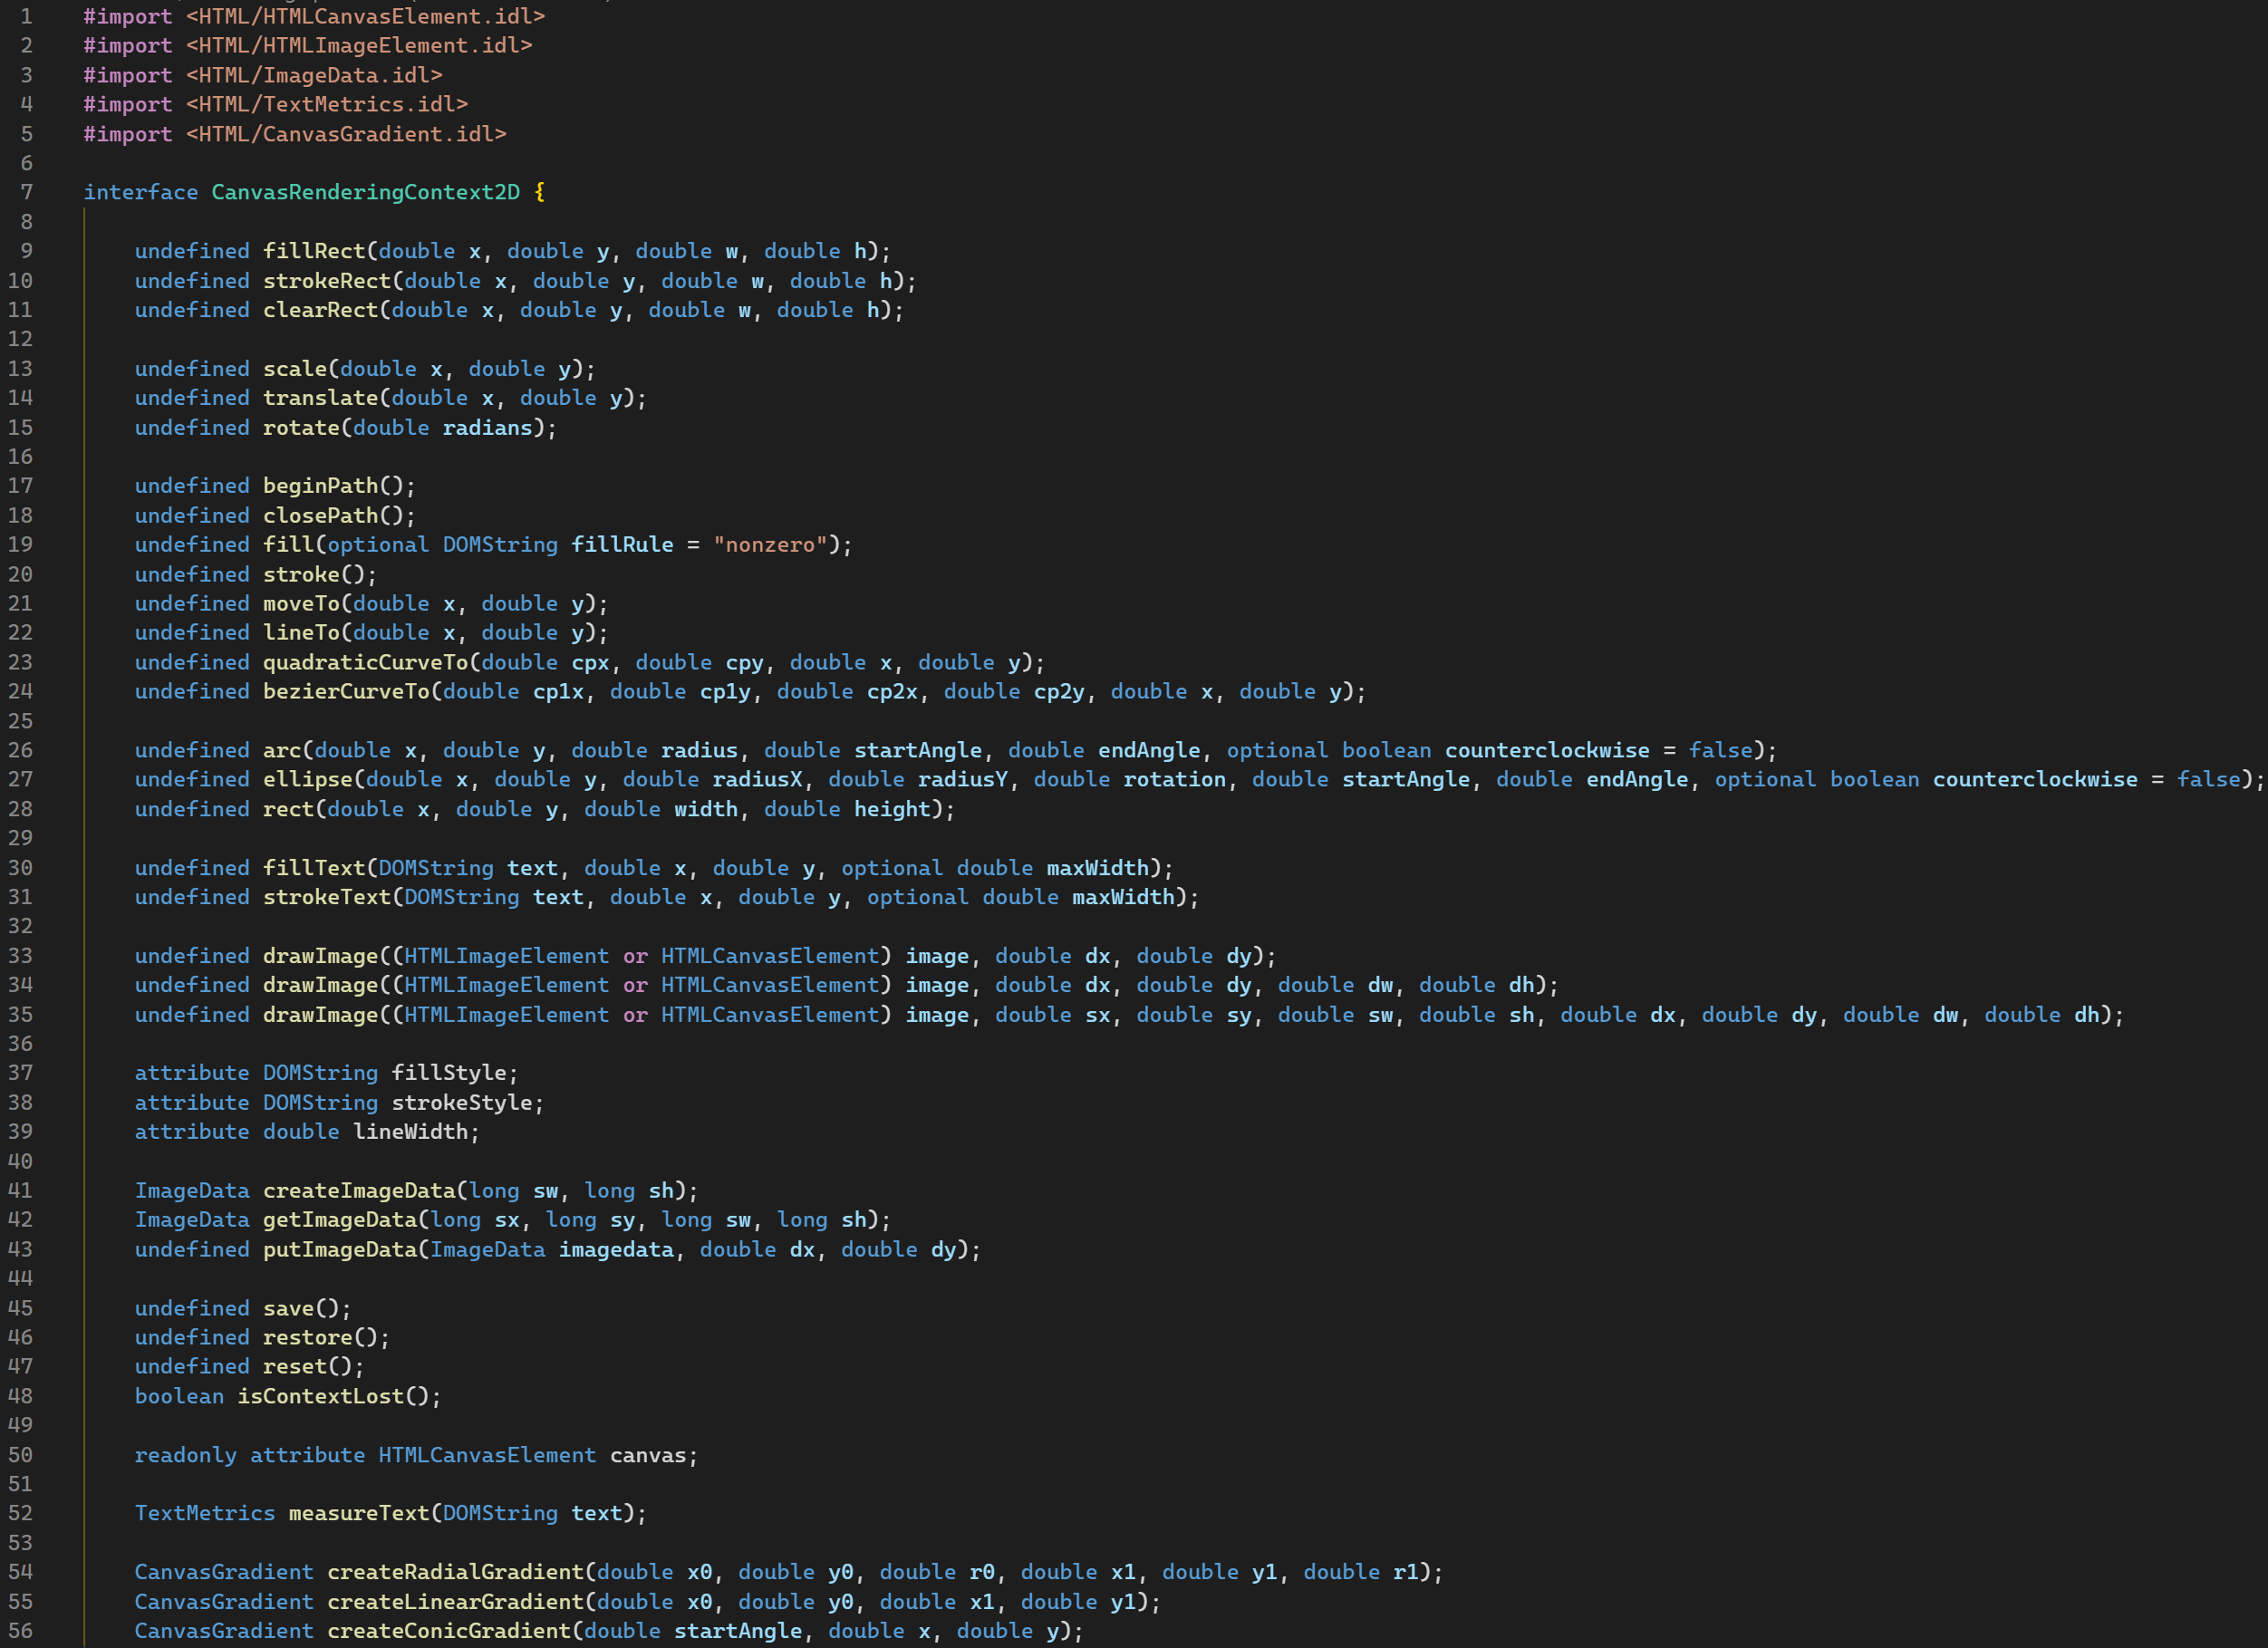 1 #import <HTML/HTMLCanvasElement.idl>
2 #import <HTML/HTMLImageElement.idl>
3 #import <HTML/ImageData.idl>
4 #import <HTML/TextMetrics.idl>
5 #import <HTML/CanvasGradient.idl>
6
7 interface CanvasRenderingContext2D {
8
9 undefined fillRect(double x, double y, double w, double h);
10 undefined strokeRect(double x, double y, double w, double h);
11 undefined clearRect(double x, double y, double w, double h);
12
13 undefined scale(double x, double y);
14 undefined translate(double x, double y);
15 undefined rotate(double radians);
16
17 undefined beginPath();
18 undefined closePath();
19 undefined fill(optional DOMString fillRule = "nonzero");
20 undefined stroke();
21 undefined moveTo(double x, double y);
22 undefined lineTo(double x, double y);
23 undefined quadraticCurveTo(double cpx, double cpy, double x, double y);
24 undefined bezierCurveTo(double cp1x, double cp1y, double cp2x, double cp2y, double x, double y);
25
26 undefined arc(double x, double y, double radius, double startAngle, double endAngle, optional boolean counterclockwise = false);
27 undefined ellipse(double x, double y, double radiusX, double radiusY, double rotation, double startAngle, double endAngle, optional boolean counterclockwise = false);
28 undefined rect(double x, double y, double width, double height);
29
30 undefined fillText(DOMString text, double x, double y, optional double maxWidth);
31 undefined strokeText(DOMString text, double x, double y, optional double maxWidth);
32
33 undefined drawImage((HTMLImageElement or HTMLCanvasElement) image, double dx, double dy);
34 undefined drawImage((HTMLImageElement or HTMLCanvasElement) image, double dx, double dy, double dw, double dh);
35 undefined drawImage((HTMLImageElement or HTMLCanvasElement) image, double sx, double sy, double sw, double sh, double dx, double dy, double dw, double dh);
36
37 attribute DOMString fillStyle;
38 attribute DOMString strokeStyle;
39 attribute double lineWidth;
40
41 ImageData createImageData(long sw, long sh);
42 ImageData getImageData(long sx, long sy, long sw, long sh);
43 undefined putImageData(ImageData imagedata, double dx, double dy);
44
45 undefined save();
46 undefined restore();
47 undefined reset();
48 boolean isContextLost();
49
50 readonly attribute HTMLCanvasElement canvas;
51
52 TextMetrics measureText(DOMString text);
53
54 CanvasGradient createRadialGradient(double x0, double y0, double r0, double x1, double y1, double r1);
55 CanvasGradient createLinearGradient(double x0, double y0, double x1, double y1);
56 CanvasGradient createConicGradient(double startAngle, double x, double y);